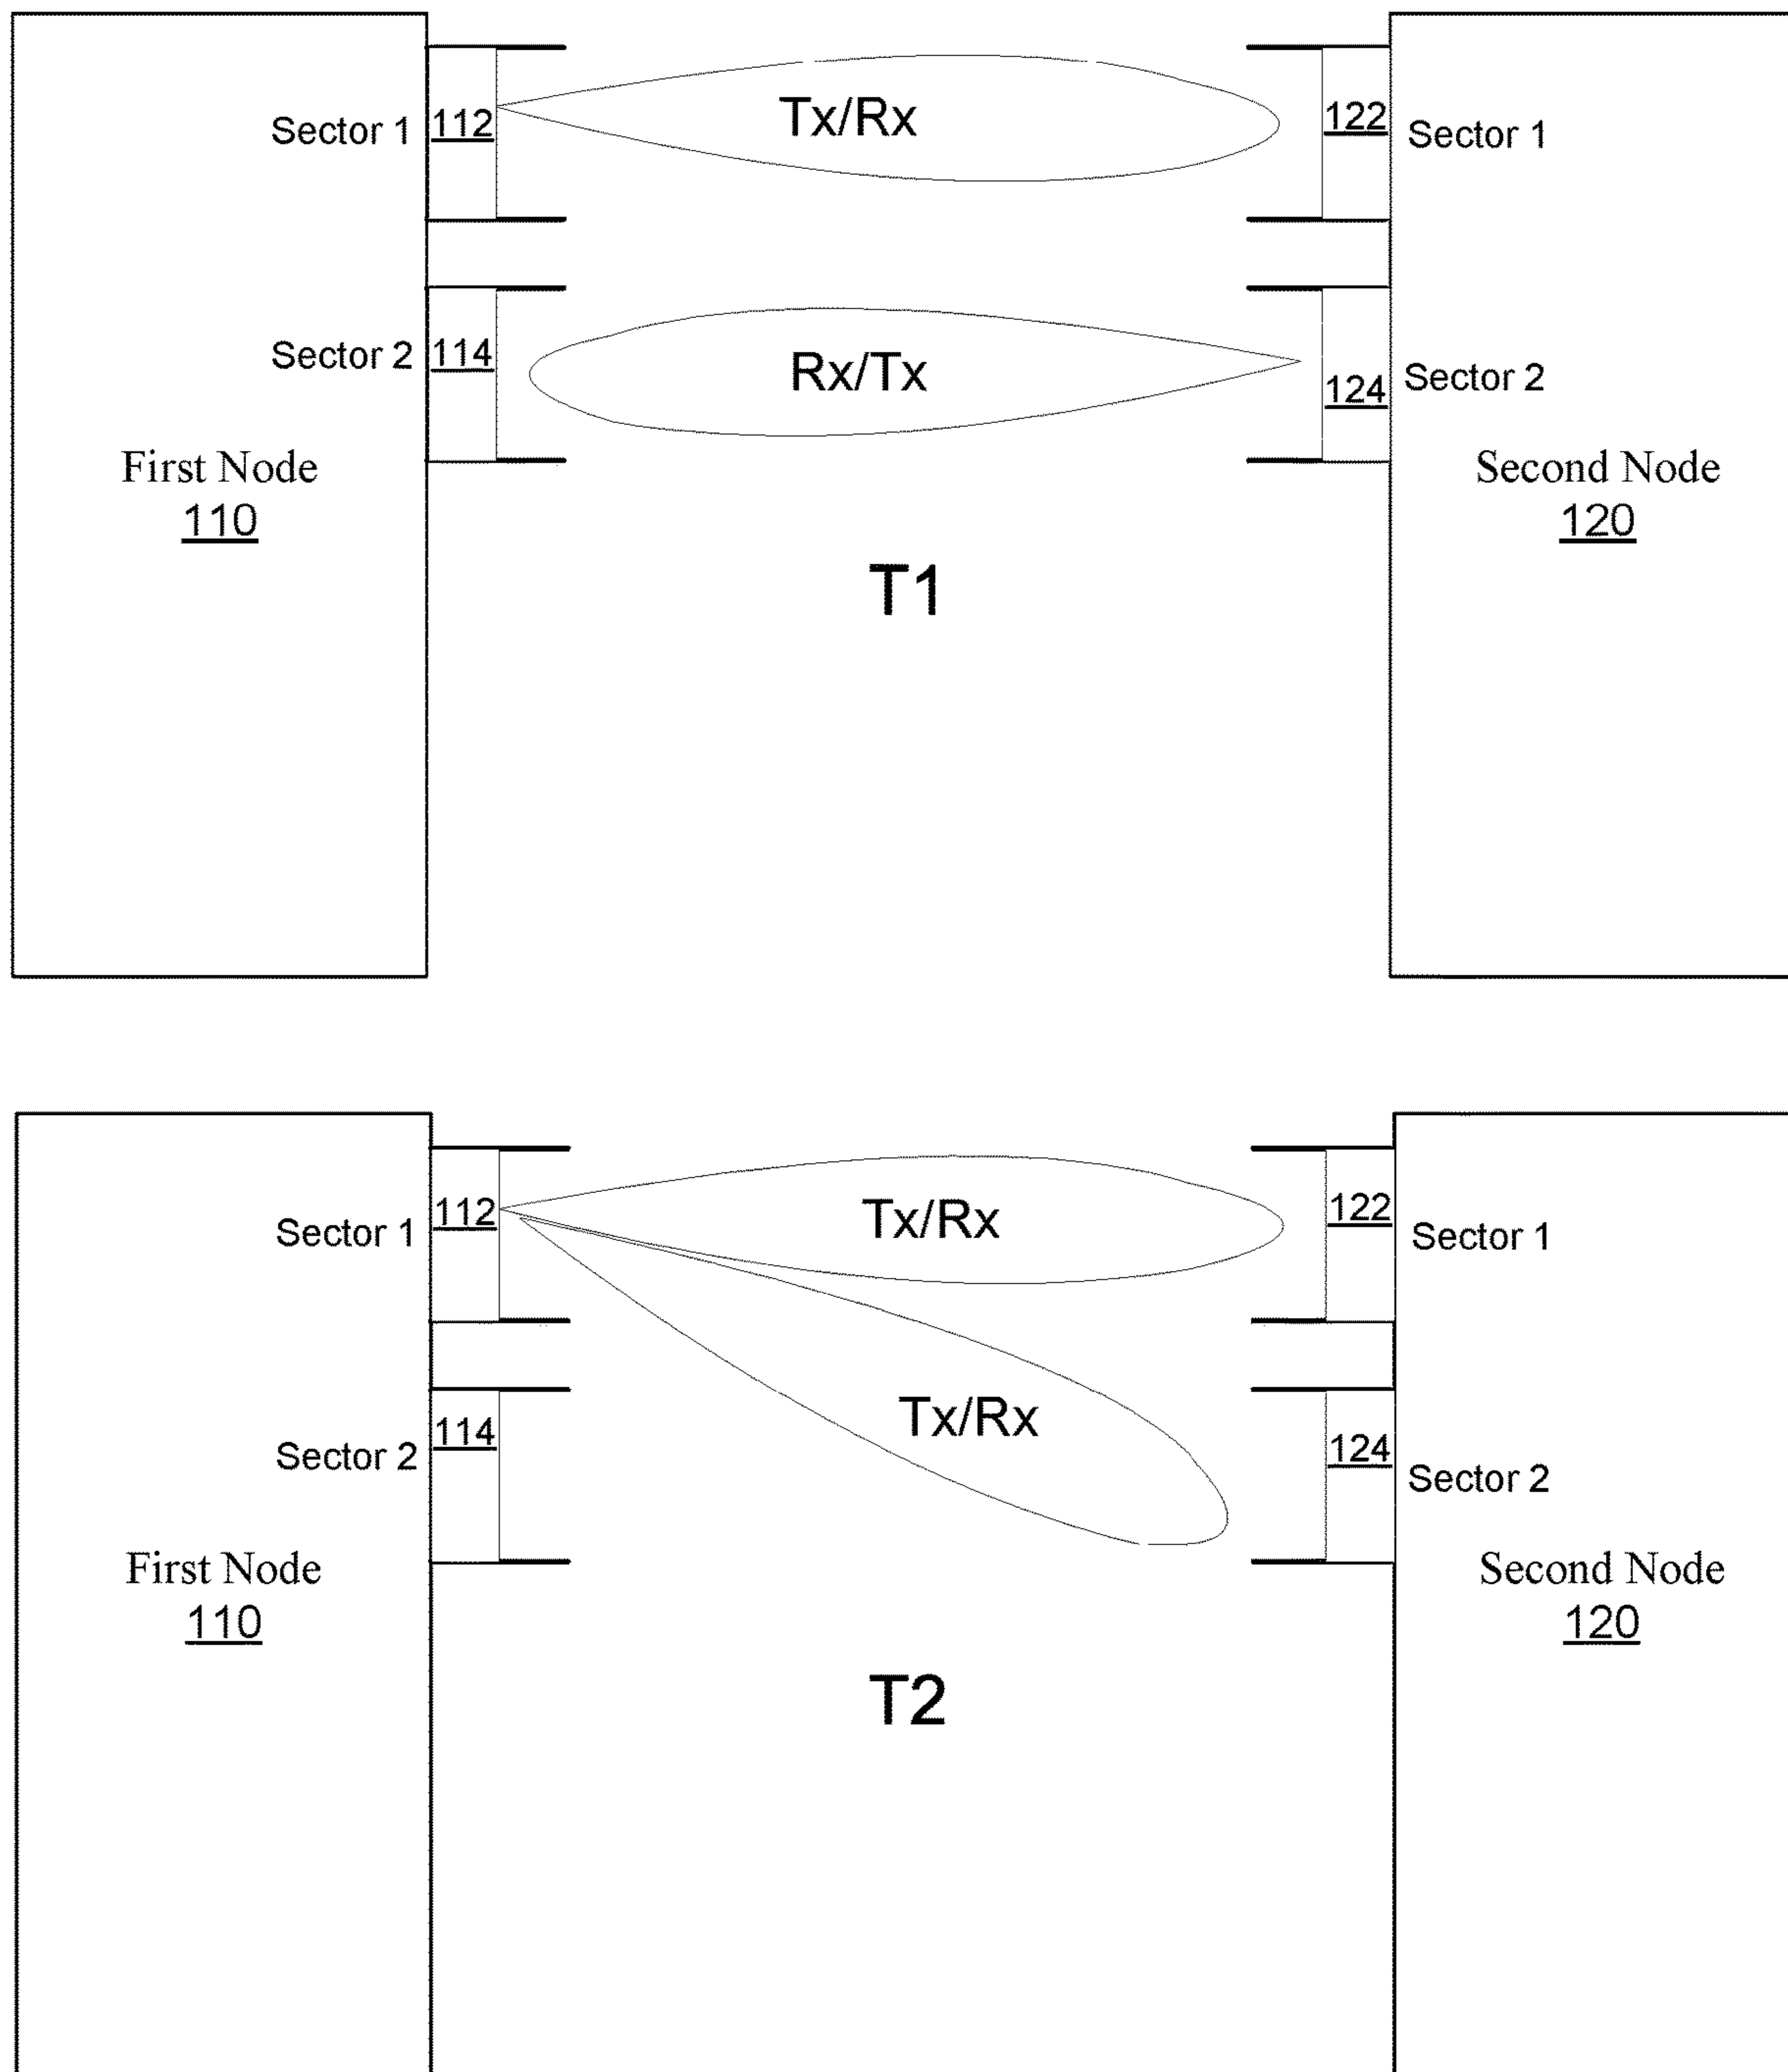 Tx/Rx
Sector 1 112
122 Sector 1
Sector 2 114
Rx/Tx
124 Sector 2
First Node
110
Second Node
120
T1
Tx/Rx
Sector 1 112
122 Sector 1
Tx/Rx
Sector 2 114
124 Sector 2
First Node
110
Second Node
120
T2